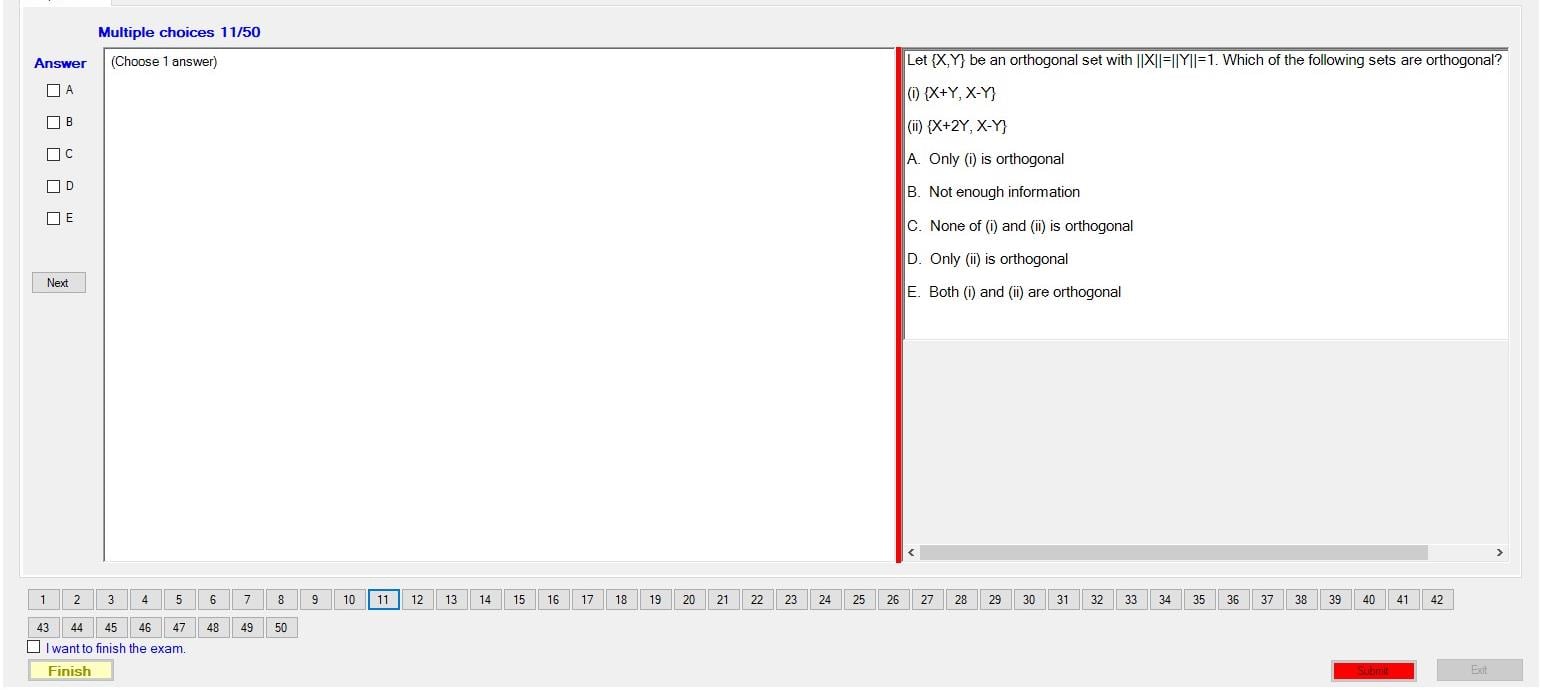 Multiple choices 11/50
Answer
(Choose 1 answer)
A
B
C
D
E
Next
Let {X,Y} be an orthogonal set with ||X||=||Y||=1. Which of the following sets are orthogonal?
(i) {X+Y, X-Y}
(ii) {X+2Y, X-Y}
A. Only (i) is orthogonal
B. Not enough information
C. None of (i) and (ii) is orthogonal
D. Only (ii) is orthogonal
E. Both (i) and (ii) are orthogonal
1 2 3 4 5 6 7 8 9 10 11 12 13 14 15 16 17 18 19 20 21 22 23 24 25 26 27 28 29 30 31 32 33 34 35 36 37 38 39 40 41 42
43 44 45 46 47 48 49 50
I want to finish the exam.
Finish
Submit
Exit